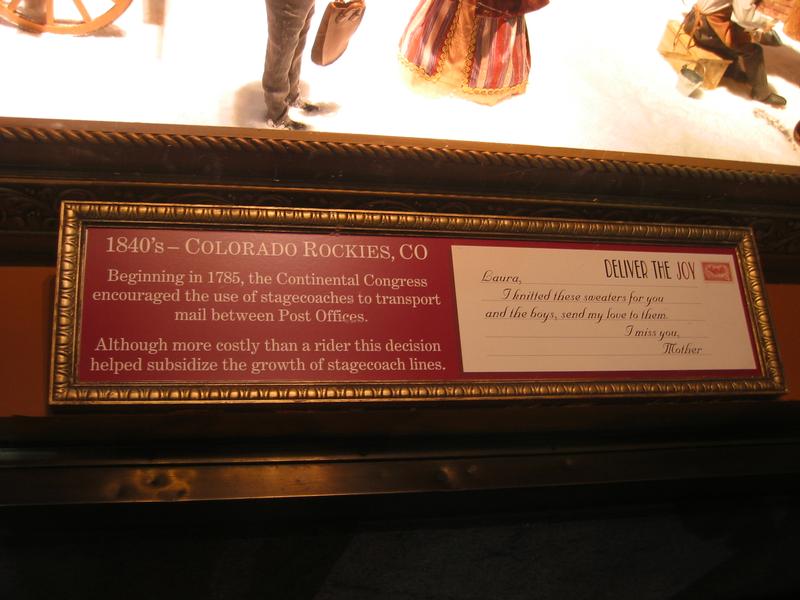 1840's – COLORADO ROCKIES, CO
Beginning in 1785, the Continental Congress
encouraged the use of stagecoaches to transport
mail between Post Offices.
Although more costly than a rider this decision
helped subsidize the growth of stagecoach lines.
DELIVER THE JOY
Laura,
I knitted these sweaters for you
and the boys, send my love to them.
I miss you,
Mother